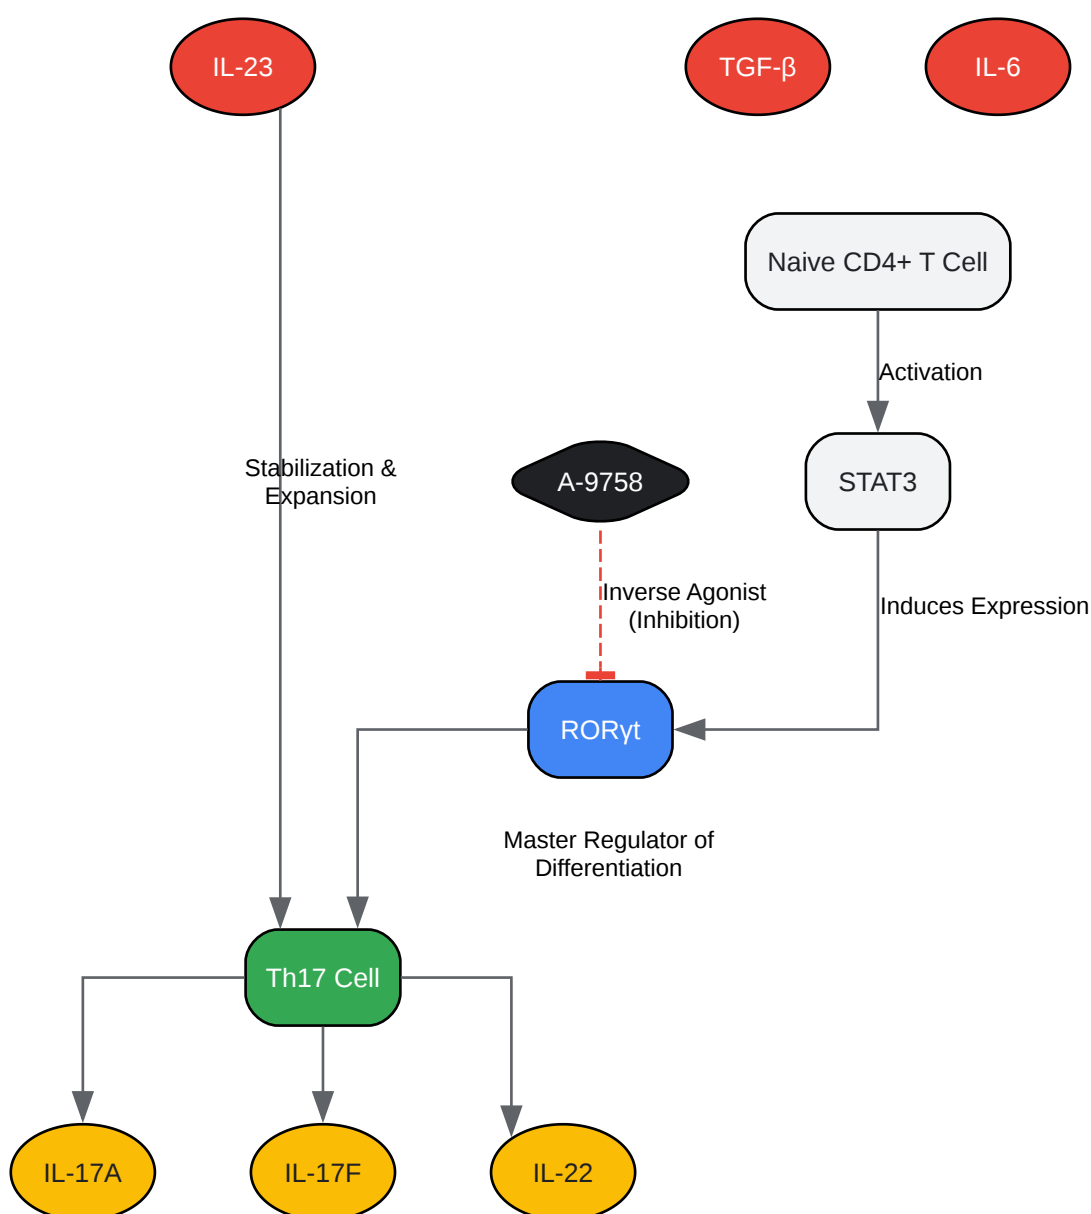 IL-23
TGF-β
IL-6
Naive CD4+ T Cell
Activation
Stabilization &
Expansion
A-9758
STAT3
Inverse Agonist
(Inhibition)
Induces Expression
RORγt
Master Regulator of
Differentiation
Th17 Cell
IL-17A
IL-17F
IL-22